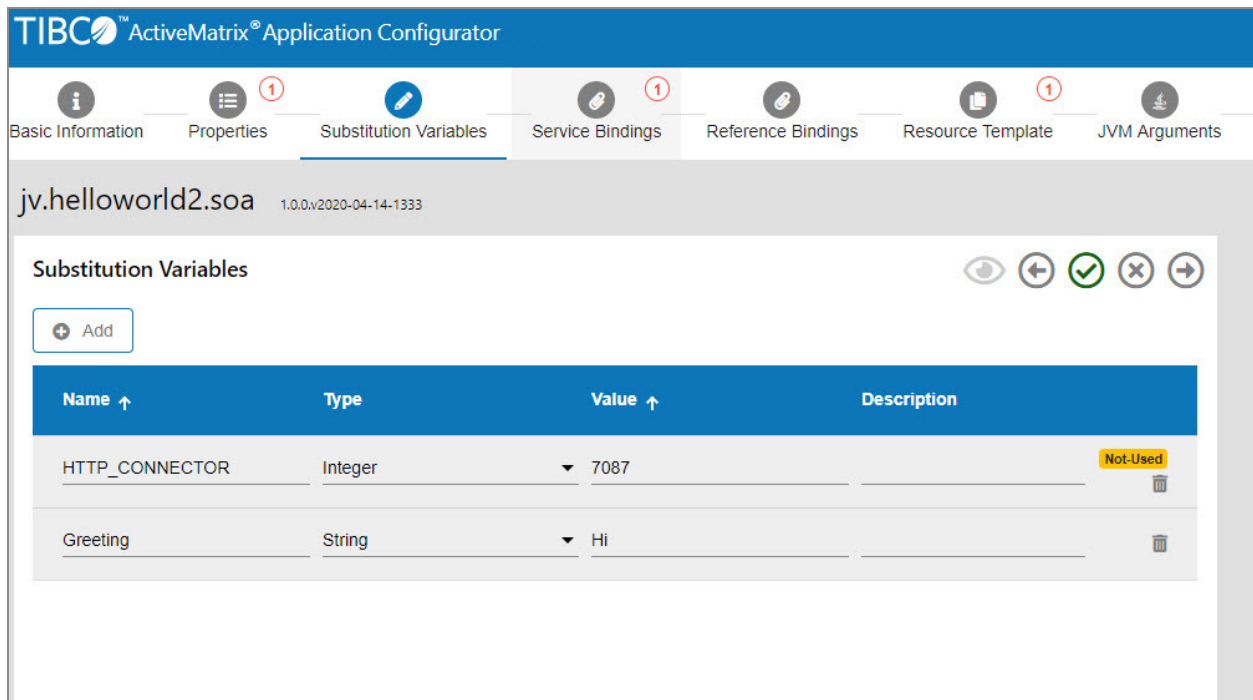 TIBCO™ ActiveMatrix® Application Configurator
1 1 1
Basic Information Properties Substitution Variables Service Bindings Reference Bindings Resource Template JVM Arguments
jv.helloworld2.soa 1.0.0.v2020-04-14-1333
Substitution Variables
Add
Name Type Value Description
HTTP_CONNECTOR Integer 7087 Not-Used
Greeting String Hi